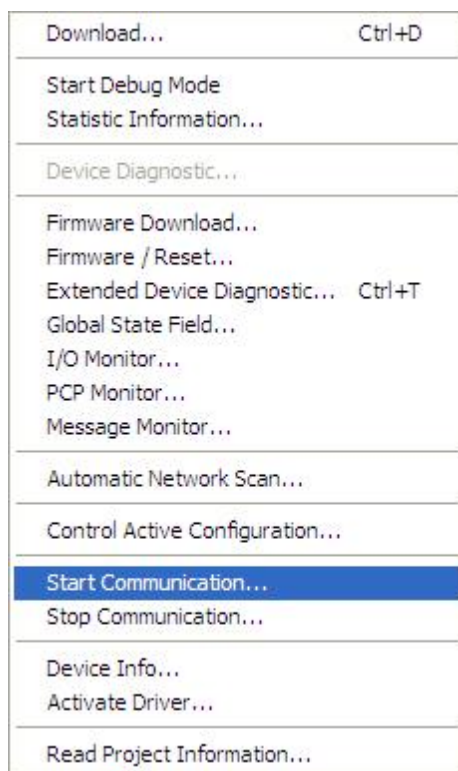 Download... Ctrl+D
Start Debug Mode
Statistic Information...
Device Diagnostic...
Firmware Download...
Firmware / Reset...
Extended Device Diagnostic... Ctrl+T
Global State Field...
I/O Monitor...
PCP Monitor...
Message Monitor...
Automatic Network Scan...
Control Active Configuration...
Start Communication...
Stop Communication...
Device Info...
Activate Driver...
Read Project Information...